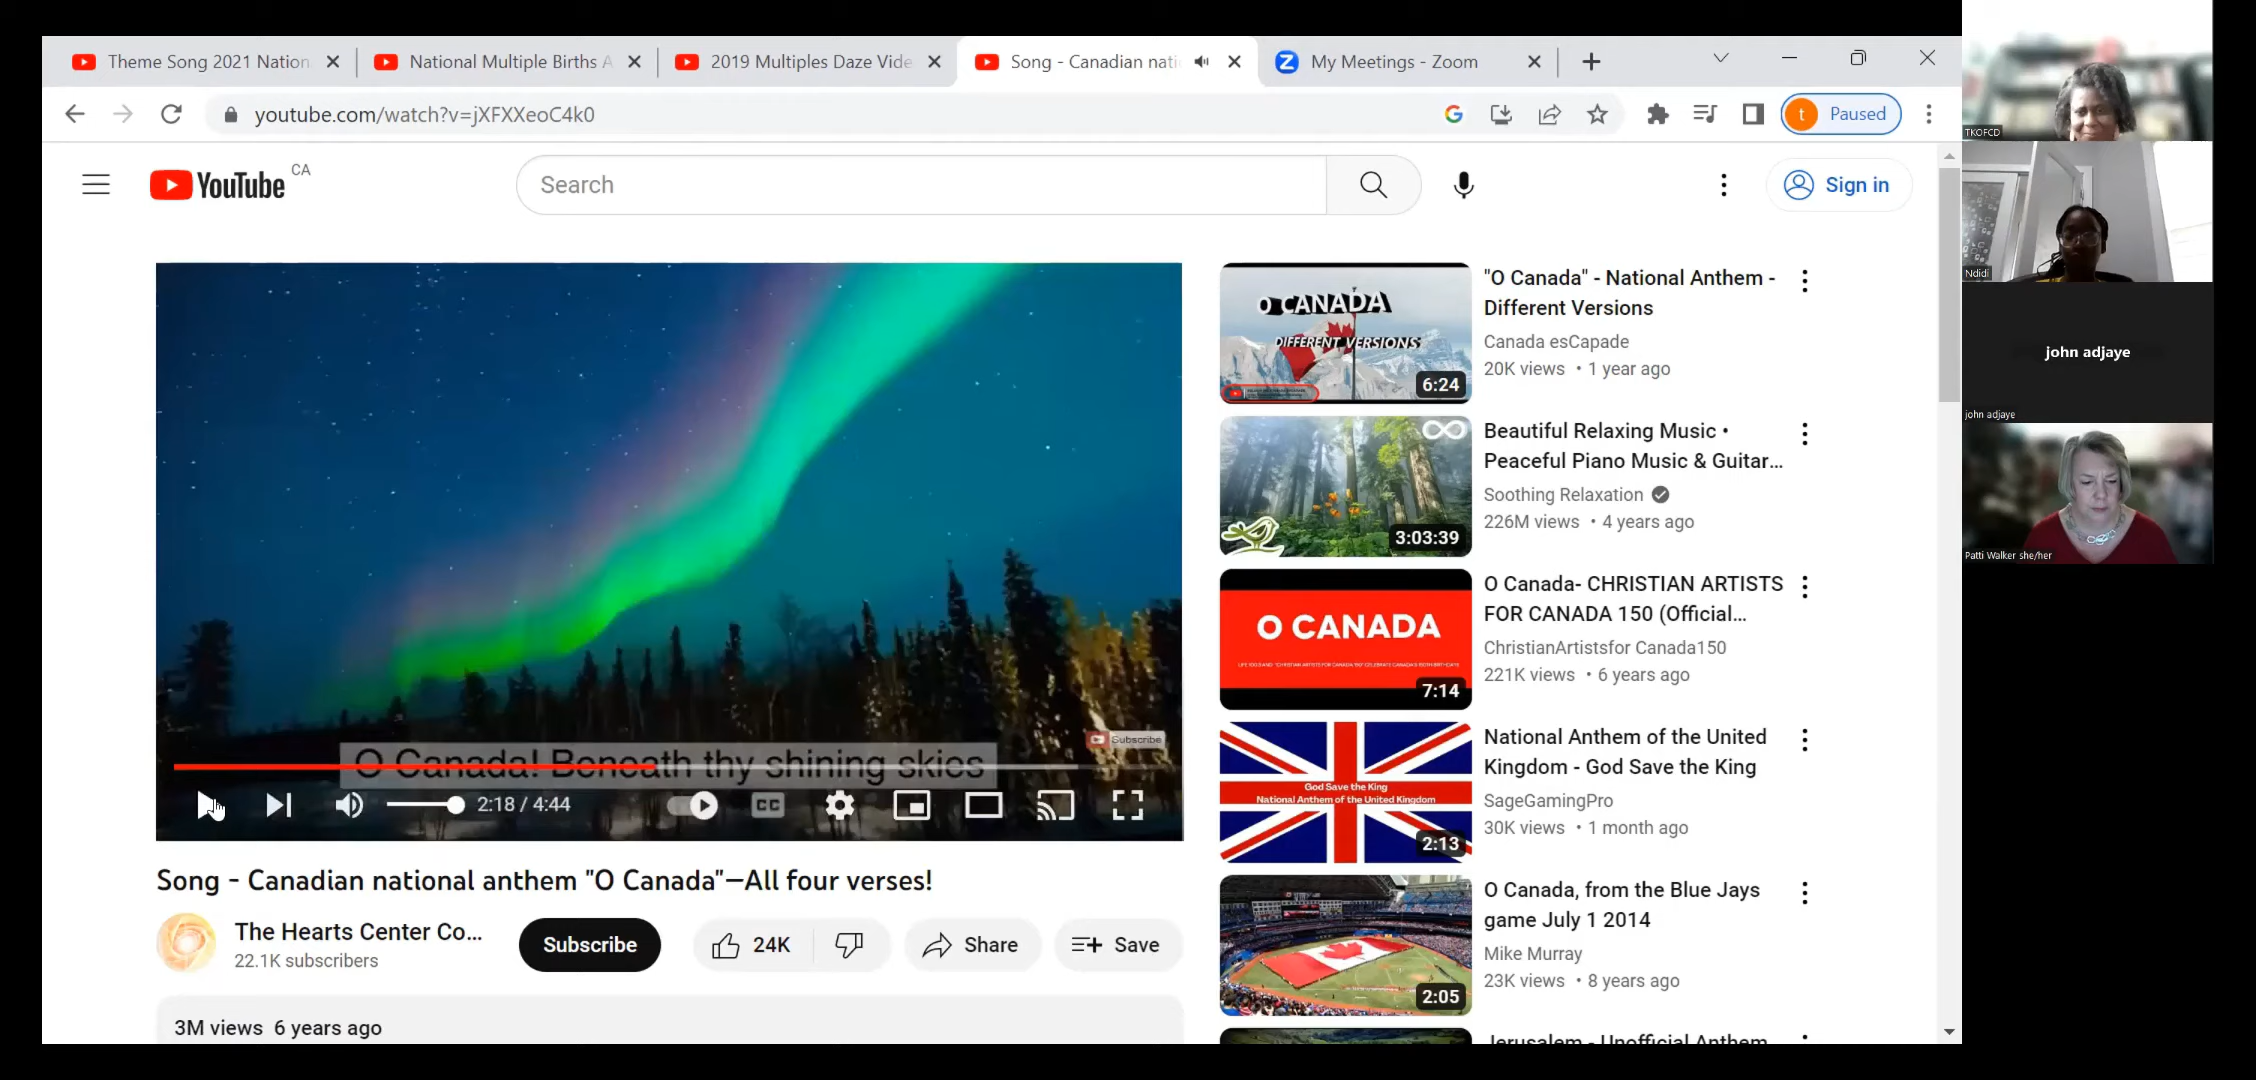 Theme Song 2021 Nation
National Multiple Births A
2019 Multiples Daze Vide
Song - Canadian nati
My Meetings - Zoom
youtube.com/watch?v=jXFXXeoC4k0
Paused
t
YouTube CA
Search
Sign in
O Canada! Beneath thy shining skies
Subscribe
2:18 / 4:44
CC
Song - Canadian national anthem "O Canada"—All four verses!
The Hearts Center Co...
22.1K subscribers
Subscribe
24K
Share
Save
3M views 6 years ago
O CANADA
DIFFERENT VERSIONS
6:24
"O Canada" - National Anthem -
Different Versions
Canada esCapade
20K views • 1 year ago
3:03:39
Beautiful Relaxing Music •
Peaceful Piano Music & Guitar...
Soothing Relaxation
226M views • 4 years ago
O CANADA
7:14
O Canada- CHRISTIAN ARTISTS
FOR CANADA 150 (Official...
ChristianArtistsfor Canada150
221K views • 6 years ago
God Save the King
National Anthem of the United Kingdom
2:13
National Anthem of the United
Kingdom - God Save the King
SageGamingPro
30K views • 1 month ago
2:05
O Canada, from the Blue Jays
game July 1 2014
Mike Murray
23K views • 8 years ago
Jerusalem - Unofficial Anthem
TKOFCD
Ndidi
john adjaye
john adjaye
Patti Walker she/her